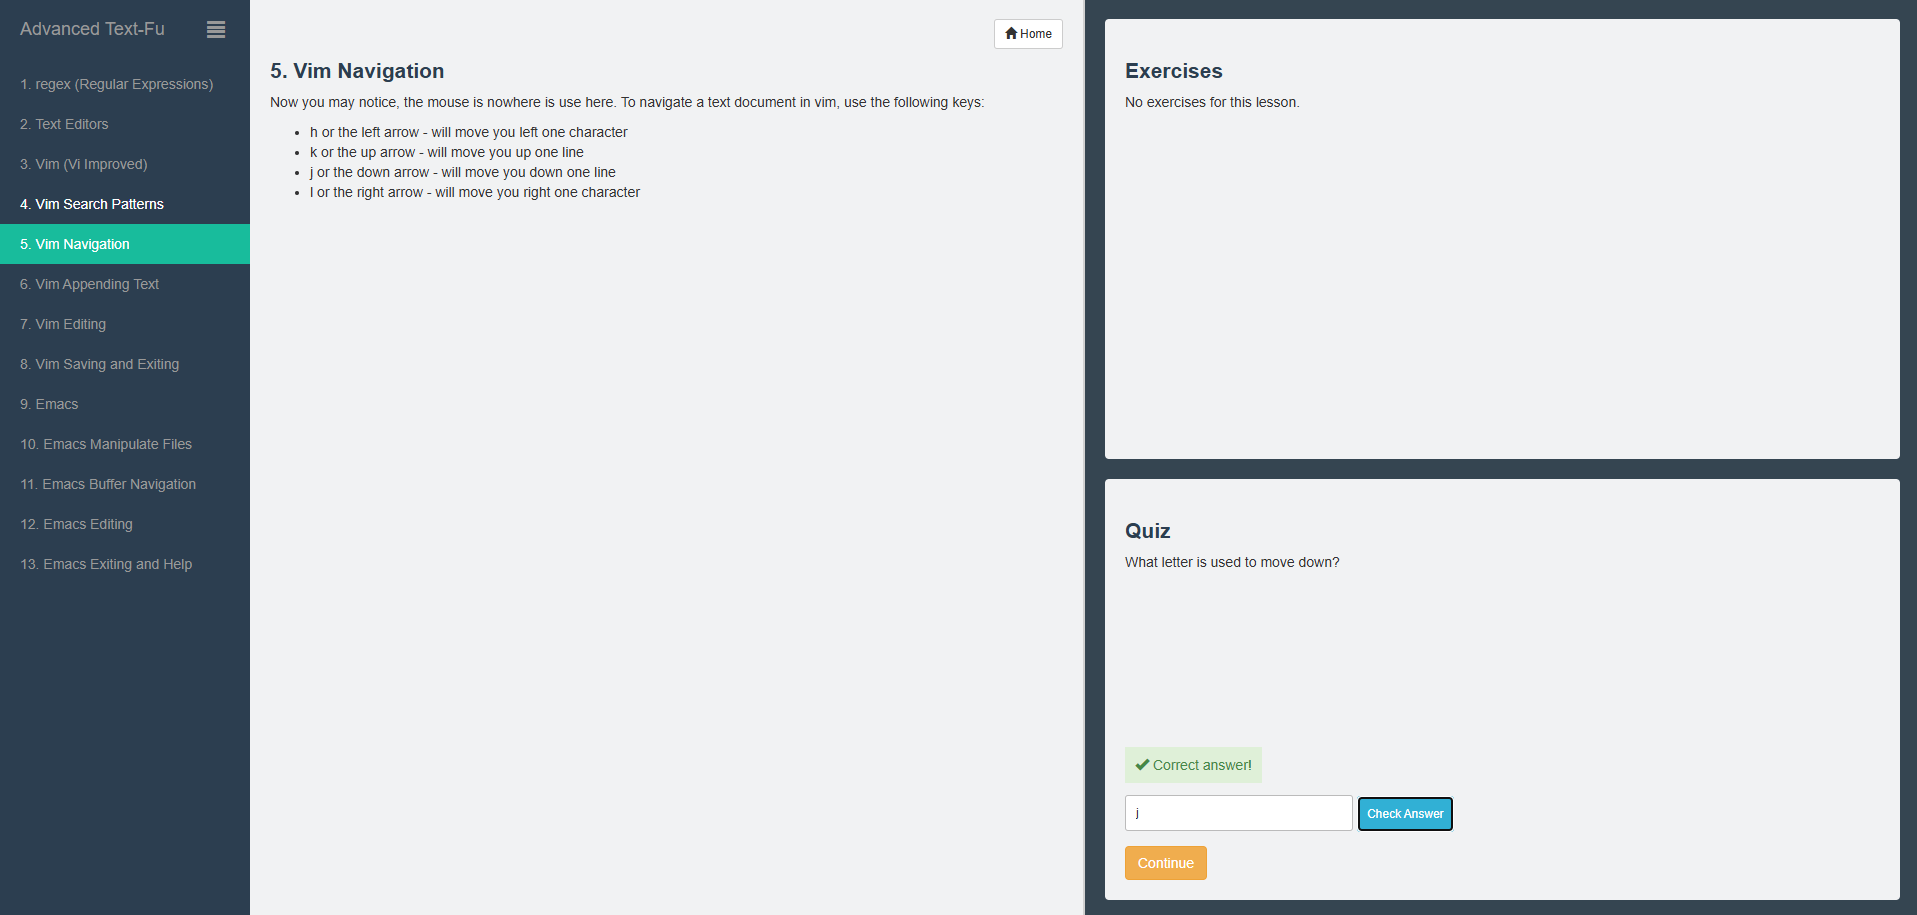 Advanced Text-Fu
1. regex (Regular Expressions)
2. Text Editors
3. Vim (Vi Improved)
4. Vim Search Patterns
5. Vim Navigation
6. Vim Appending Text
7. Vim Editing
8. Vim Saving and Exiting
9. Emacs
10. Emacs Manipulate Files
11. Emacs Buffer Navigation
12. Emacs Editing
13. Emacs Exiting and Help
Home
5. Vim Navigation
Now you may notice, the mouse is nowhere is use here. To navigate a text document in vim, use the following keys:
• h or the left arrow - will move you left one character
• k or the up arrow - will move you up one line
• j or the down arrow - will move you down one line
• l or the right arrow - will move you right one character
Exercises
No exercises for this lesson.
Quiz
What letter is used to move down?
Correct answer!
j
Check Answer
Continue